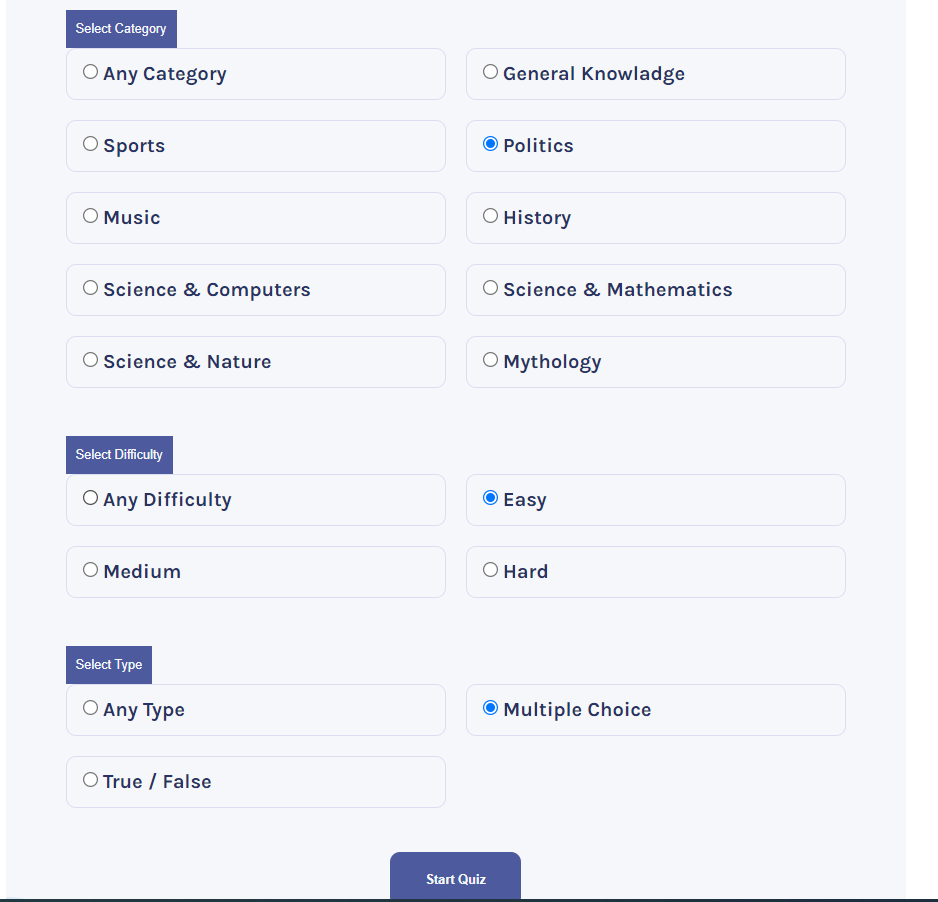 Select Category
Any Category
General Knowladge
Sports
Politics
Music
History
Science & Computers
Science & Mathematics
Science & Nature
Mythology
Select Difficulty
Any Difficulty
Easy
Medium
Hard
Select Type
Any Type
Multiple Choice
True / False
Start Quiz